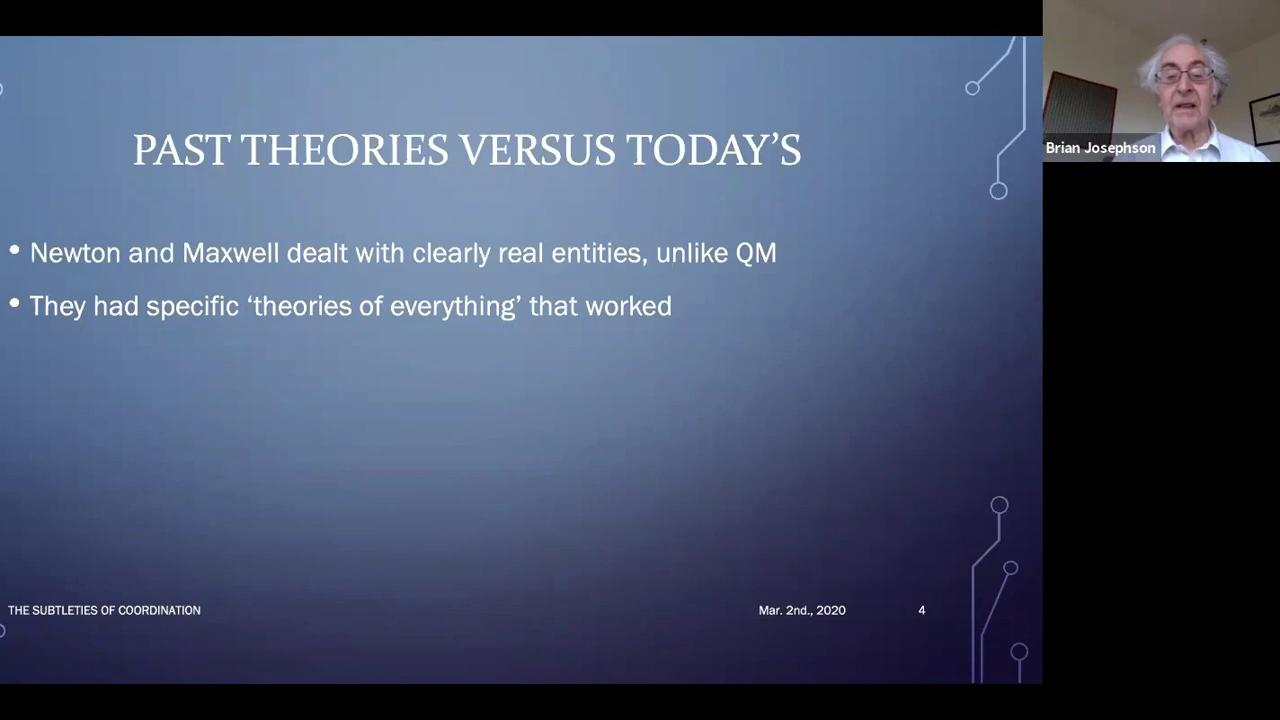 PAST THEORIES VERSUS TODAY’S
• Newton and Maxwell dealt with clearly real entities, unlike QM
• They had specific ‘theories of everything’ that worked
THE SUBTLETIES OF COORDINATION
Mar. 2nd., 2020
4
Brian Josephson